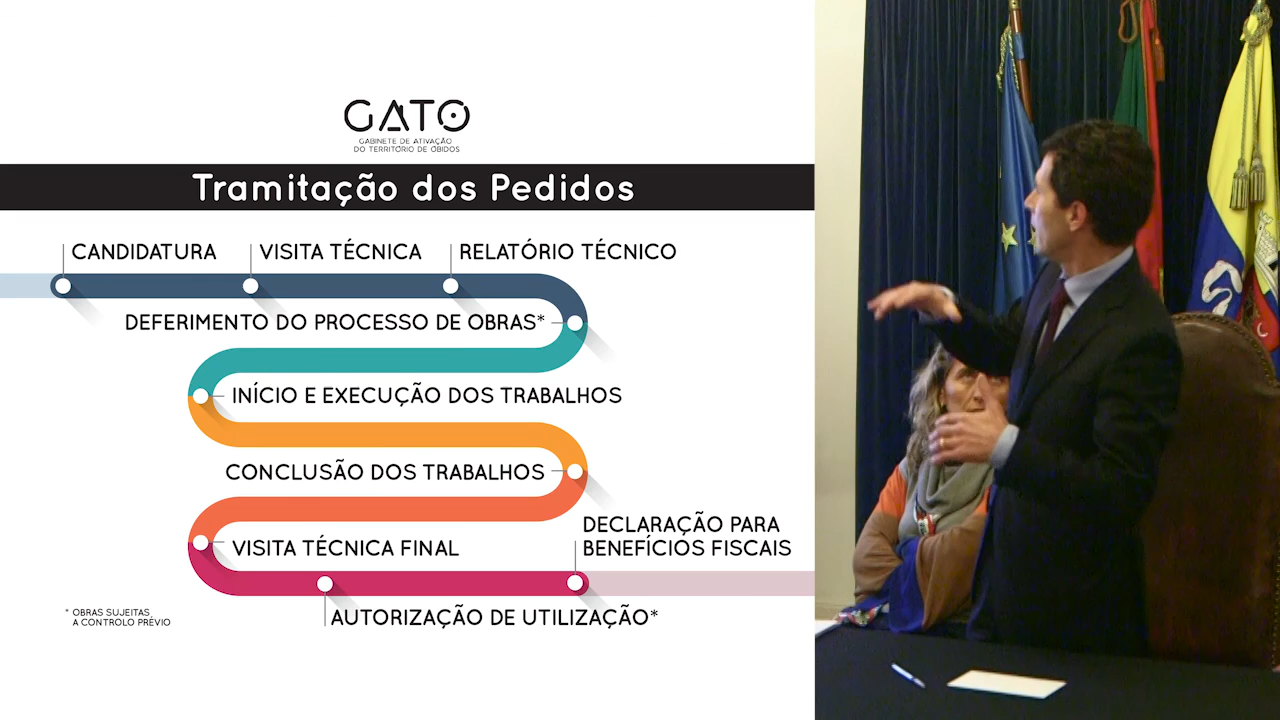 GATO
GABINETE DE ATIVAÇÃO
DO TERRITÓRIO DE ÓBIDOS
Tramitação dos Pedidos
CANDIDATURA
VISITA TÉCNICA
RELATÓRIO TÉCNICO
DEFERIMENTO DO PROCESSO DE OBRAS*
INÍCIO E EXECUÇÃO DOS TRABALHOS
CONCLUSÃO DOS TRABALHOS
DECLARAÇÃO PARA
BENEFÍCIOS FISCAIS
VISITA TÉCNICA FINAL
AUTORIZAÇÃO DE UTILIZAÇÃO*
* OBRAS SUJEITAS
A CONTROLO PRÉVIO